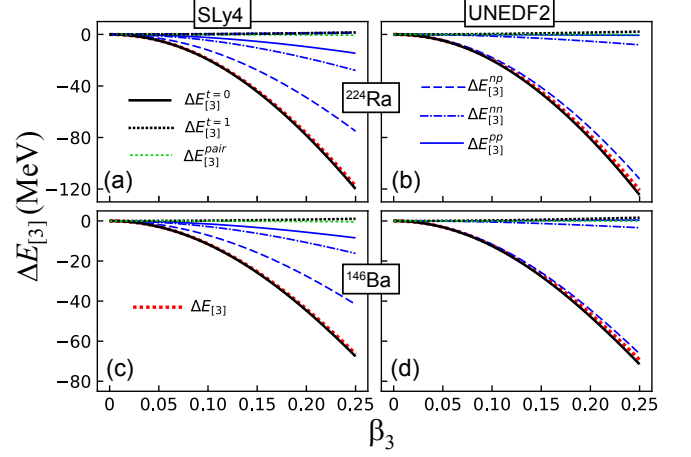 SLy4
UNEDF2
0
−40
−80
−120
ΔE[3]^{t=0}
ΔE[3]^{t=1}
ΔE[3]^{pair}
(a)
²²⁴Ra
ΔE[3]^{np}
ΔE[3]^{nn}
ΔE[3]^{pp}
(b)
ΔE[3] (MeV)
0
−20
−40
−60
−80
ΔE[3]
(c)
¹⁴⁶Ba
(d)
0 0.05 0.10 0.15 0.20 0.25
0 0.05 0.10 0.15 0.20 0.25
β₃